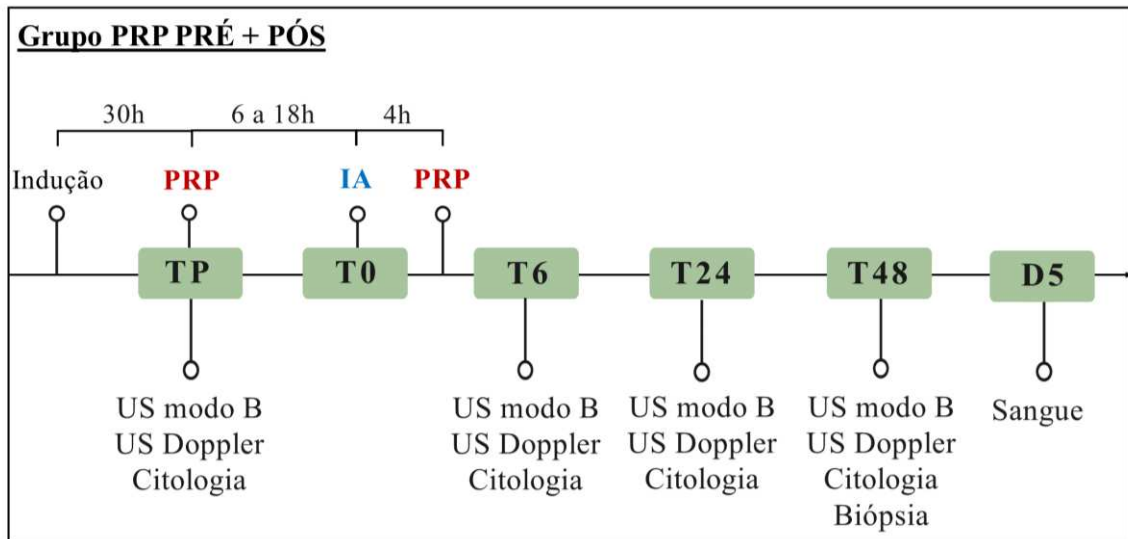 Grupo PRP PRÉ + PÓS
30h 6 a 18h 4h
Indução PRP IA PRP
TP T0 T6 T24 T48 D5
US modo B US modo B US modo B US modo B Sangue
US Doppler US Doppler US Doppler US Doppler
Citologia Citologia Citologia Citologia
Biópsia